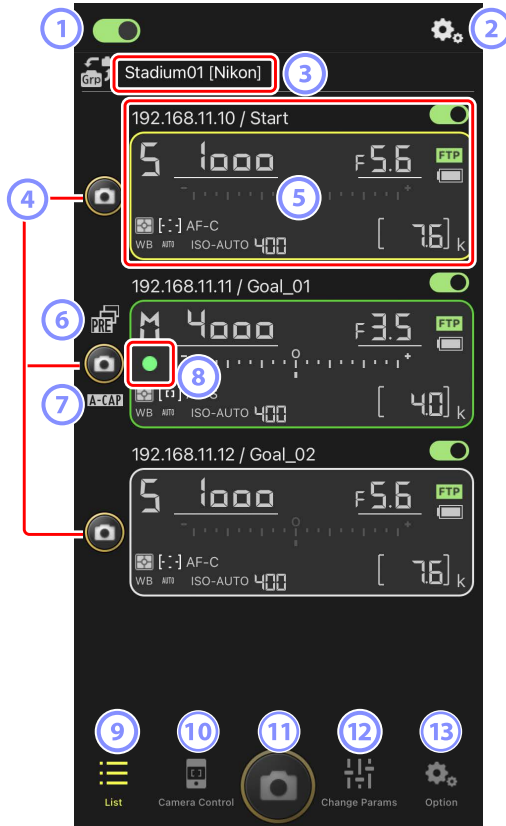 1
2
Grp
Stadium01 [Nikon]
3
192.168.11.10 / Start
S 1000 F5.6 FTP
4
5
AF-C
WB AUTO ISO-AUTO 400 [ 7.6] k
192.168.11.11 / Goal_01
6
PRE
M 4000 F3.5 FTP
8
7
A-CAP
WB AUTO ISO-AUTO 400 [ 4.0] k
192.168.11.12 / Goal_02
S 1000 F5.6 FTP
AF-C
WB AUTO ISO-AUTO 400 [ 7.6] k
9 10 11 12 13
List Camera Control Change Params Option